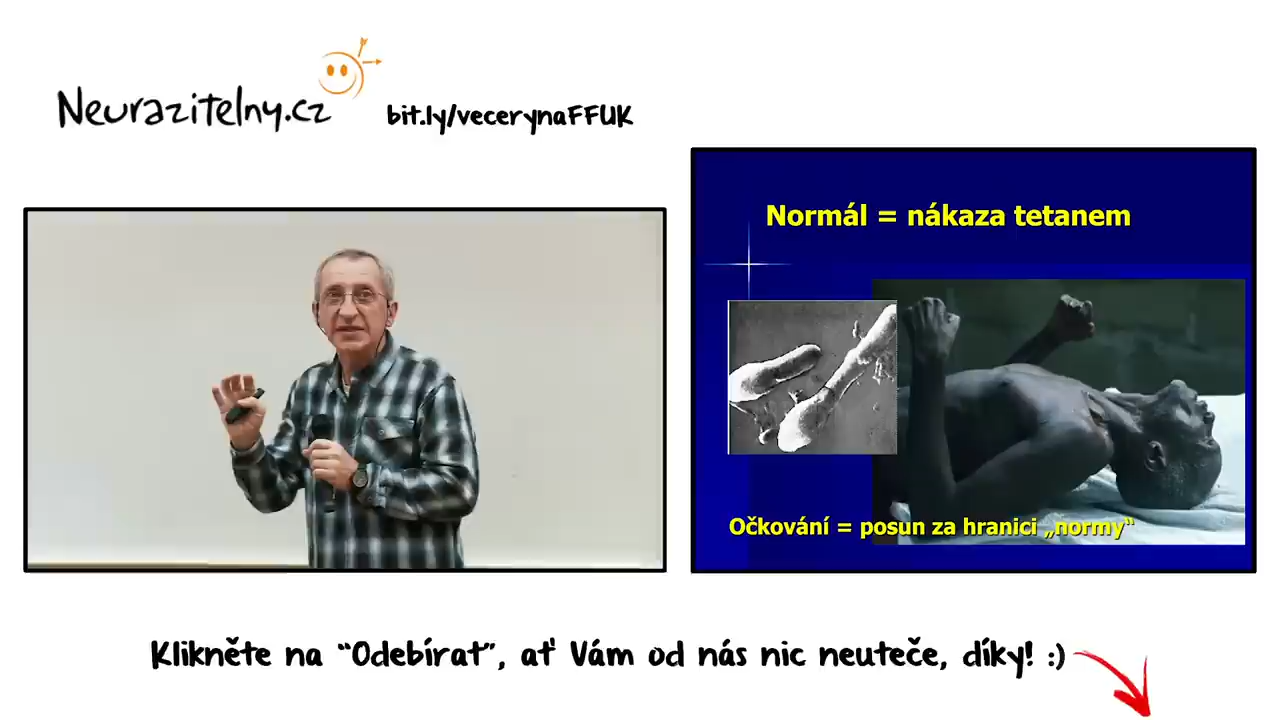 Neurazitelny.cz
bit.ly/vecerynaFFUK
Normál = nákaza tetanem
Očkování = posun za hranici „normy“
Klikněte na “Odebírat”, ať Vám od nás nic neuteče, díky! :)